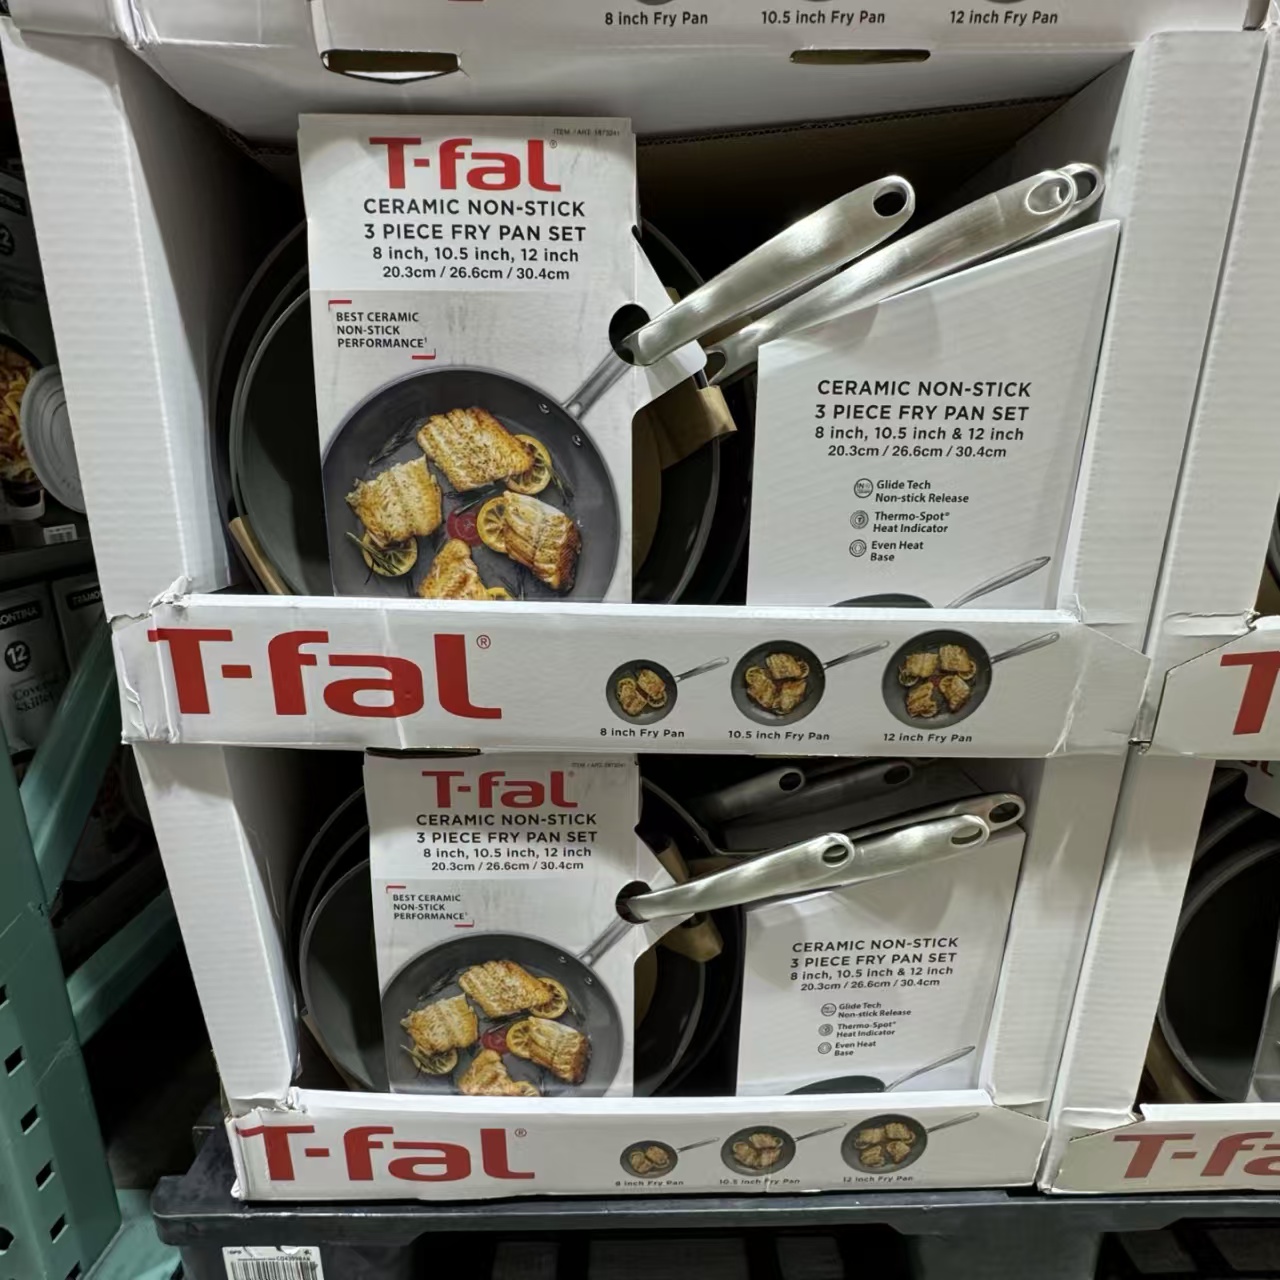 8 inch Fry Pan
10.5 inch Fry Pan
12 inch Fry Pan
T-fal®
CERAMIC NON-STICK
3 PIECE FRY PAN SET
8 inch, 10.5 inch, 12 inch
20.3cm / 26.6cm / 30.4cm
BEST CERAMIC
NON-STICK
PERFORMANCE¹
CERAMIC NON-STICK
3 PIECE FRY PAN SET
8 inch, 10.5 inch & 12 inch
20.3cm / 26.6cm / 30.4cm
Glide Tech
Non-stick Release
Thermo-Spot®
Heat Indicator
Even Heat
Base
T-fal®
8 inch Fry Pan
10.5 inch Fry Pan
12 inch Fry Pan
12
T-fal®
CERAMIC NON-STICK
3 PIECE FRY PAN SET
8 inch, 10.5 inch, 12 inch
20.3cm / 26.6cm / 30.4cm
BEST CERAMIC
NON-STICK
PERFORMANCE¹
CERAMIC NON-STICK
3 PIECE FRY PAN SET
8 inch, 10.5 inch & 12 inch
20.3cm / 26.6cm / 30.4cm
Glide Tech
Non-stick Release
Thermo-Spot®
Heat Indicator
Even Heat
Base
T-fal®
8 inch Fry Pan
10.5 inch Fry Pan
12 inch Fry Pan
T-fa